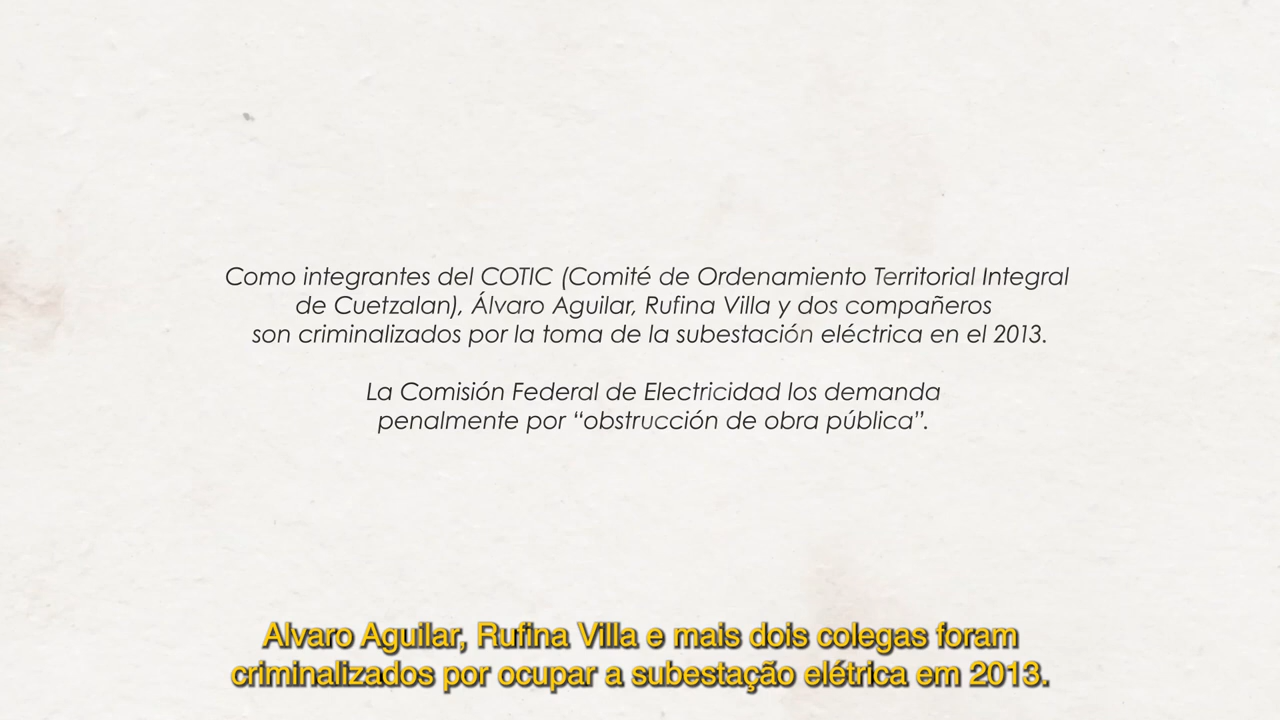 Como integrantes del COTIC (Comité de Ordenamiento Territorial Integral
de Cuetzalan), Álvaro Aguilar, Rufina Villa y dos compañeros
son criminalizados por la toma de la subestación eléctrica en el 2013.
La Comisión Federal de Electricidad los demanda
penalmente por “obstrucción de obra pública”.
Alvaro Aguilar, Rufina Villa e mais dois colegas foram
criminalizados por ocupar a subestação elétrica em 2013.